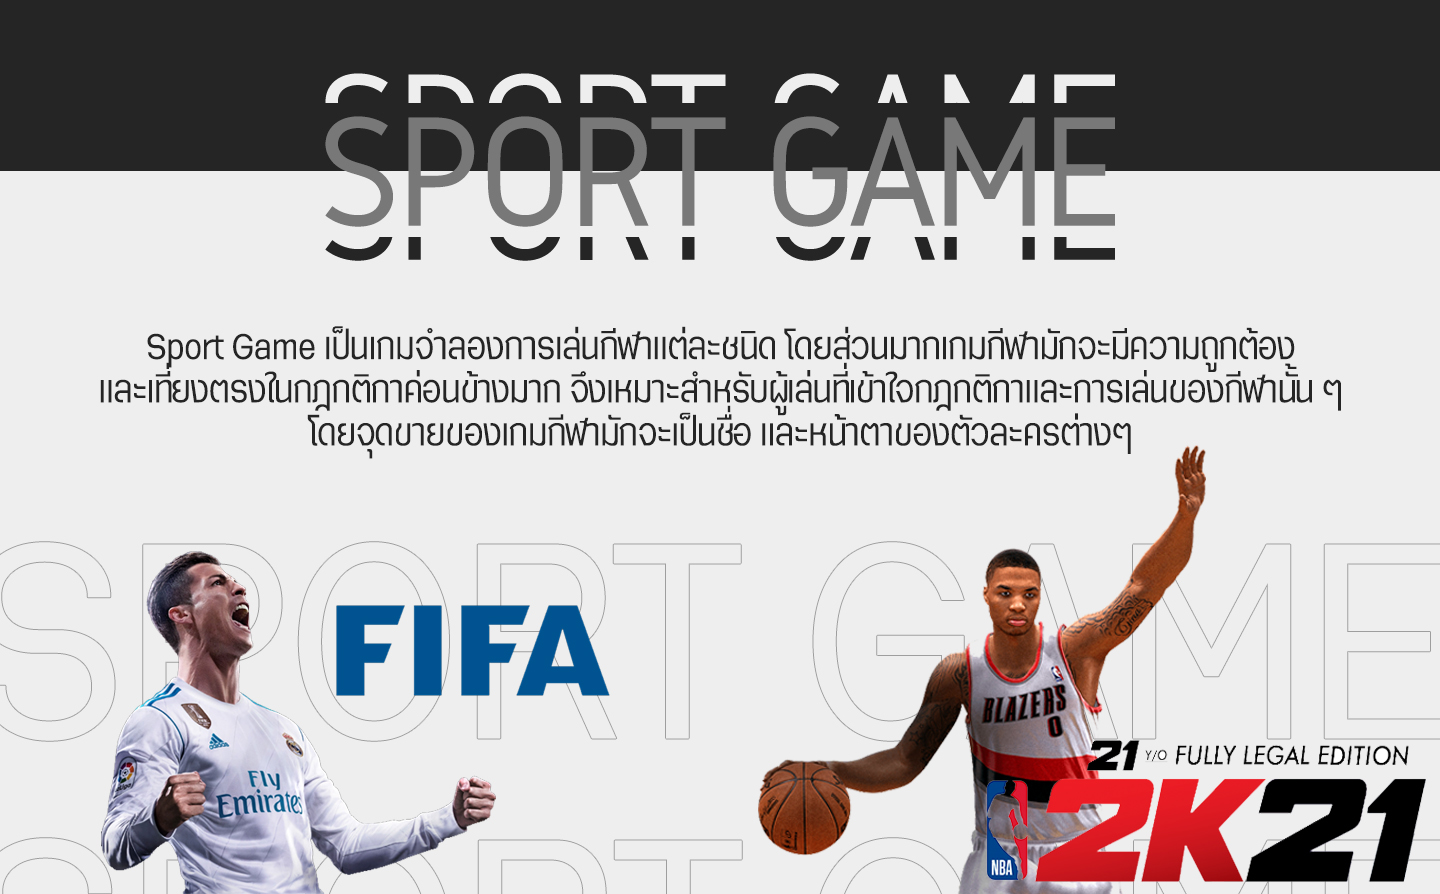 SPORT GAME
SPORT GAME
SPORT GAME
Sport Game เป็นเกมจำลองการเล่นกีฬาแต่ละชนิด โดยส่วนมากเกมกีฬามักจะมีความถูกต้อง
และเที่ยงตรงในกฎกติกาค่อนข้างมาก จึงเหมาะสำหรับผู้เล่นที่เข้าใจกฎกติกาและการเล่นของกีฬานั้น ๆ
โดยจุดขายของเกมกีฬามักจะเป็นชื่อ และหน้าตาของตัวละครต่างๆ
SPORT GAME
FIFA
adidas
Fly
Emirates
BLAZERS
0
21 Y/O FULLY LEGAL EDITION
NBA 2K21
SPORT GAME